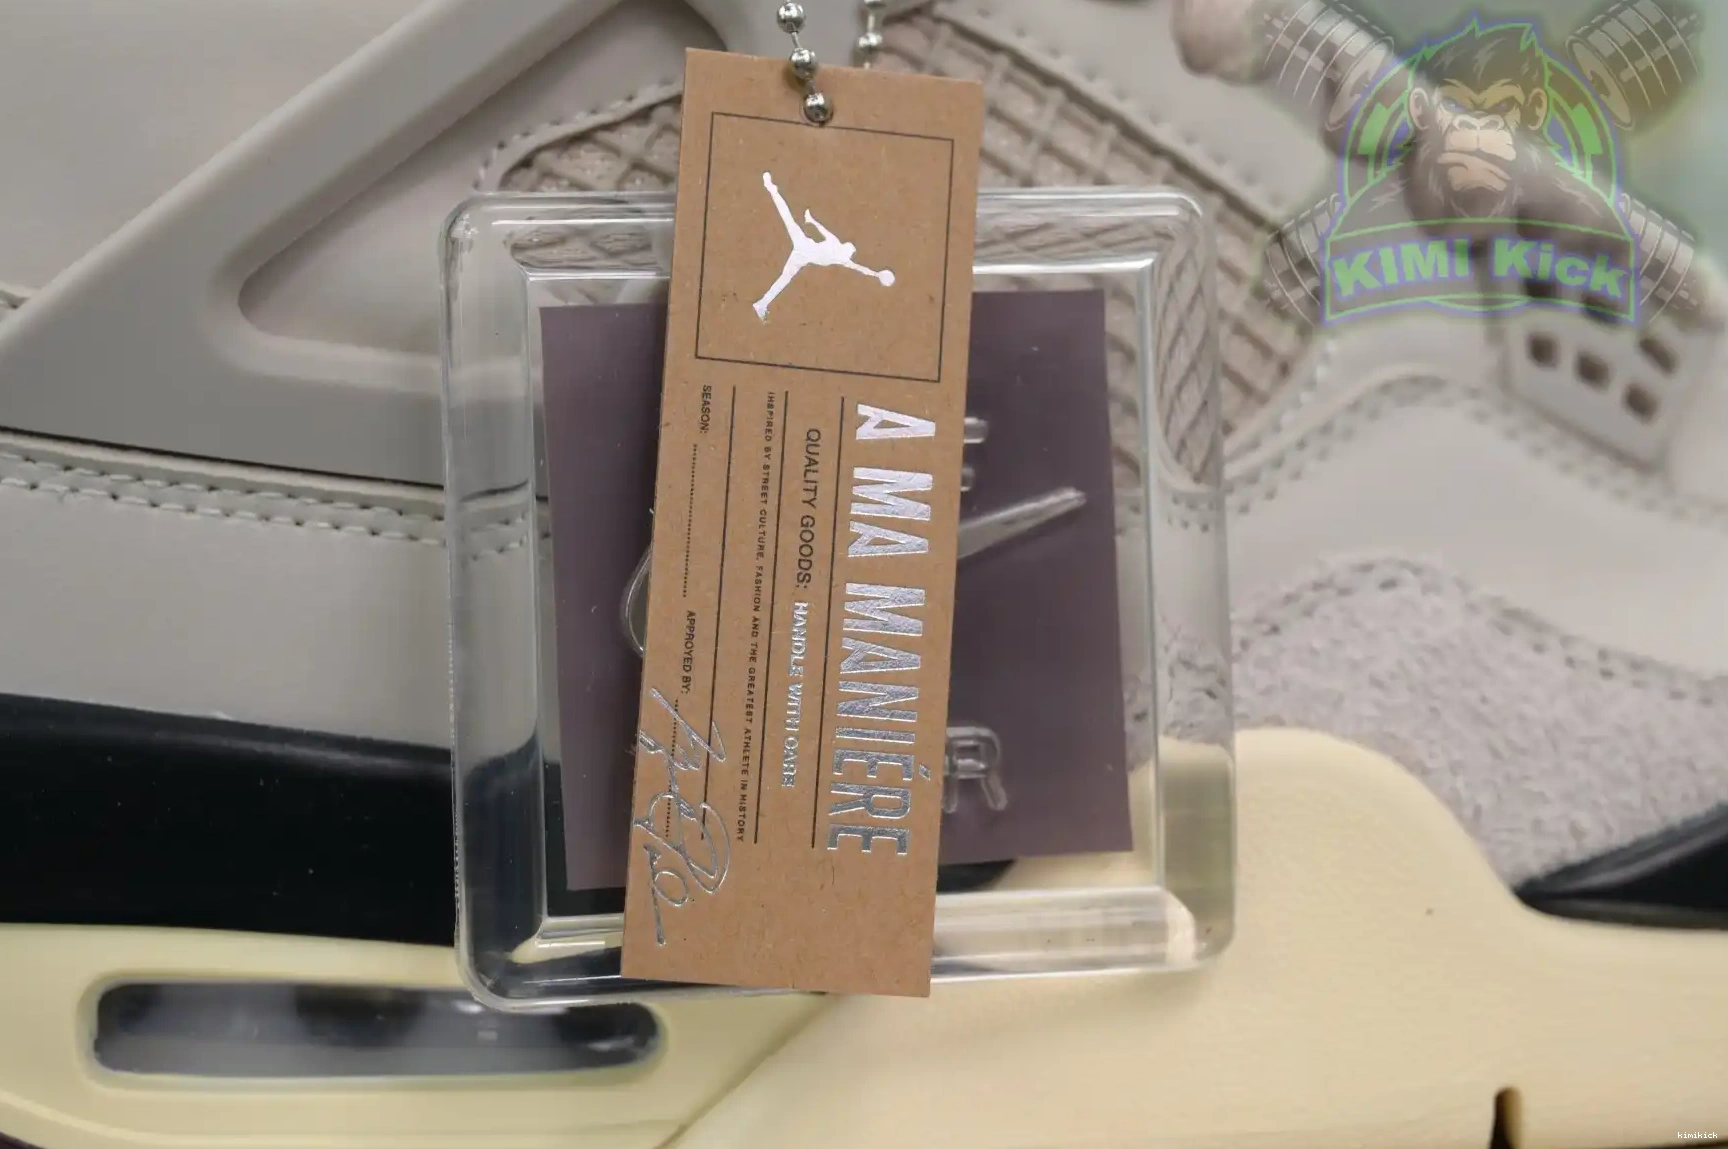 KIMI Kick
A MA MANIÉRE
QUALITY GOODS: HANDLE WITH CARE
INSPIRED BY STREET CULTURE, FASHION AND THE GREATEST ATHLETE IN HISTORY
SEASON: APPROVED BY:
kimikick